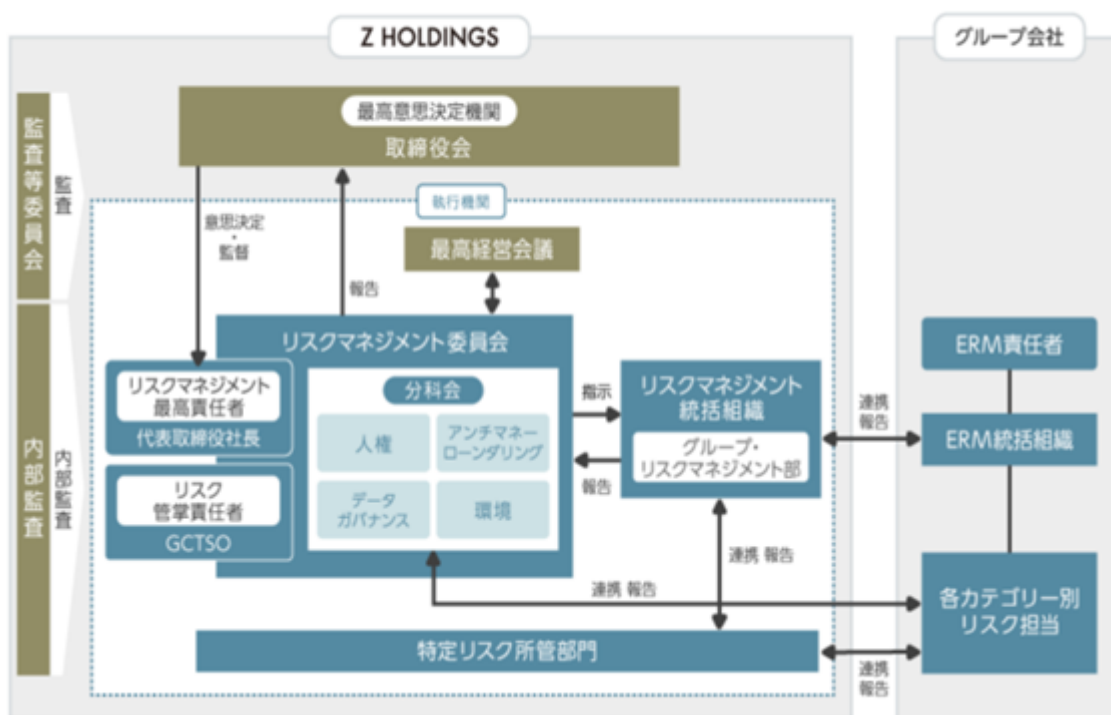 Z HOLDINGS
グループ会社
監査等委員会
監査
最高意思決定機関
取締役会
執行機関
意思決定
・
監督
報告
最高経営会議
内部監査
内部監査
リスクマネジメント委員会
リスクマネジメント
最高責任者
代表取締役社長
リスク
管掌責任者
GCTSO
分科会
人権
アンチマネー
ローンダリング
データ
ガバナンス
環境
指示
報告
リスクマネジメント
統括組織
グループ・
リスクマネジメント部
連携
報告
ERM責任者
ERM統括組織
連携 報告
連携 報告
各カテゴリー別
リスク担当
特定リスク所管部門
連携
報告